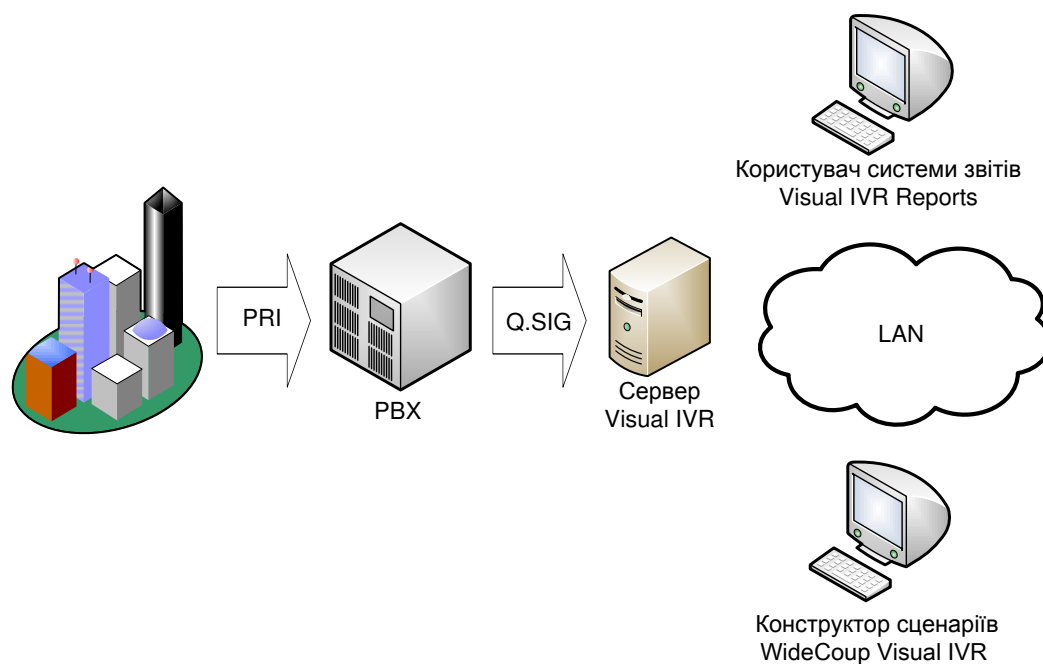 Користувач системи звітів
Visual IVR Reports
PRI
PBX
Q.SIG
Сервер
Visual IVR
LAN
Конструктор сценаріїв
WideCoup Visual IVR